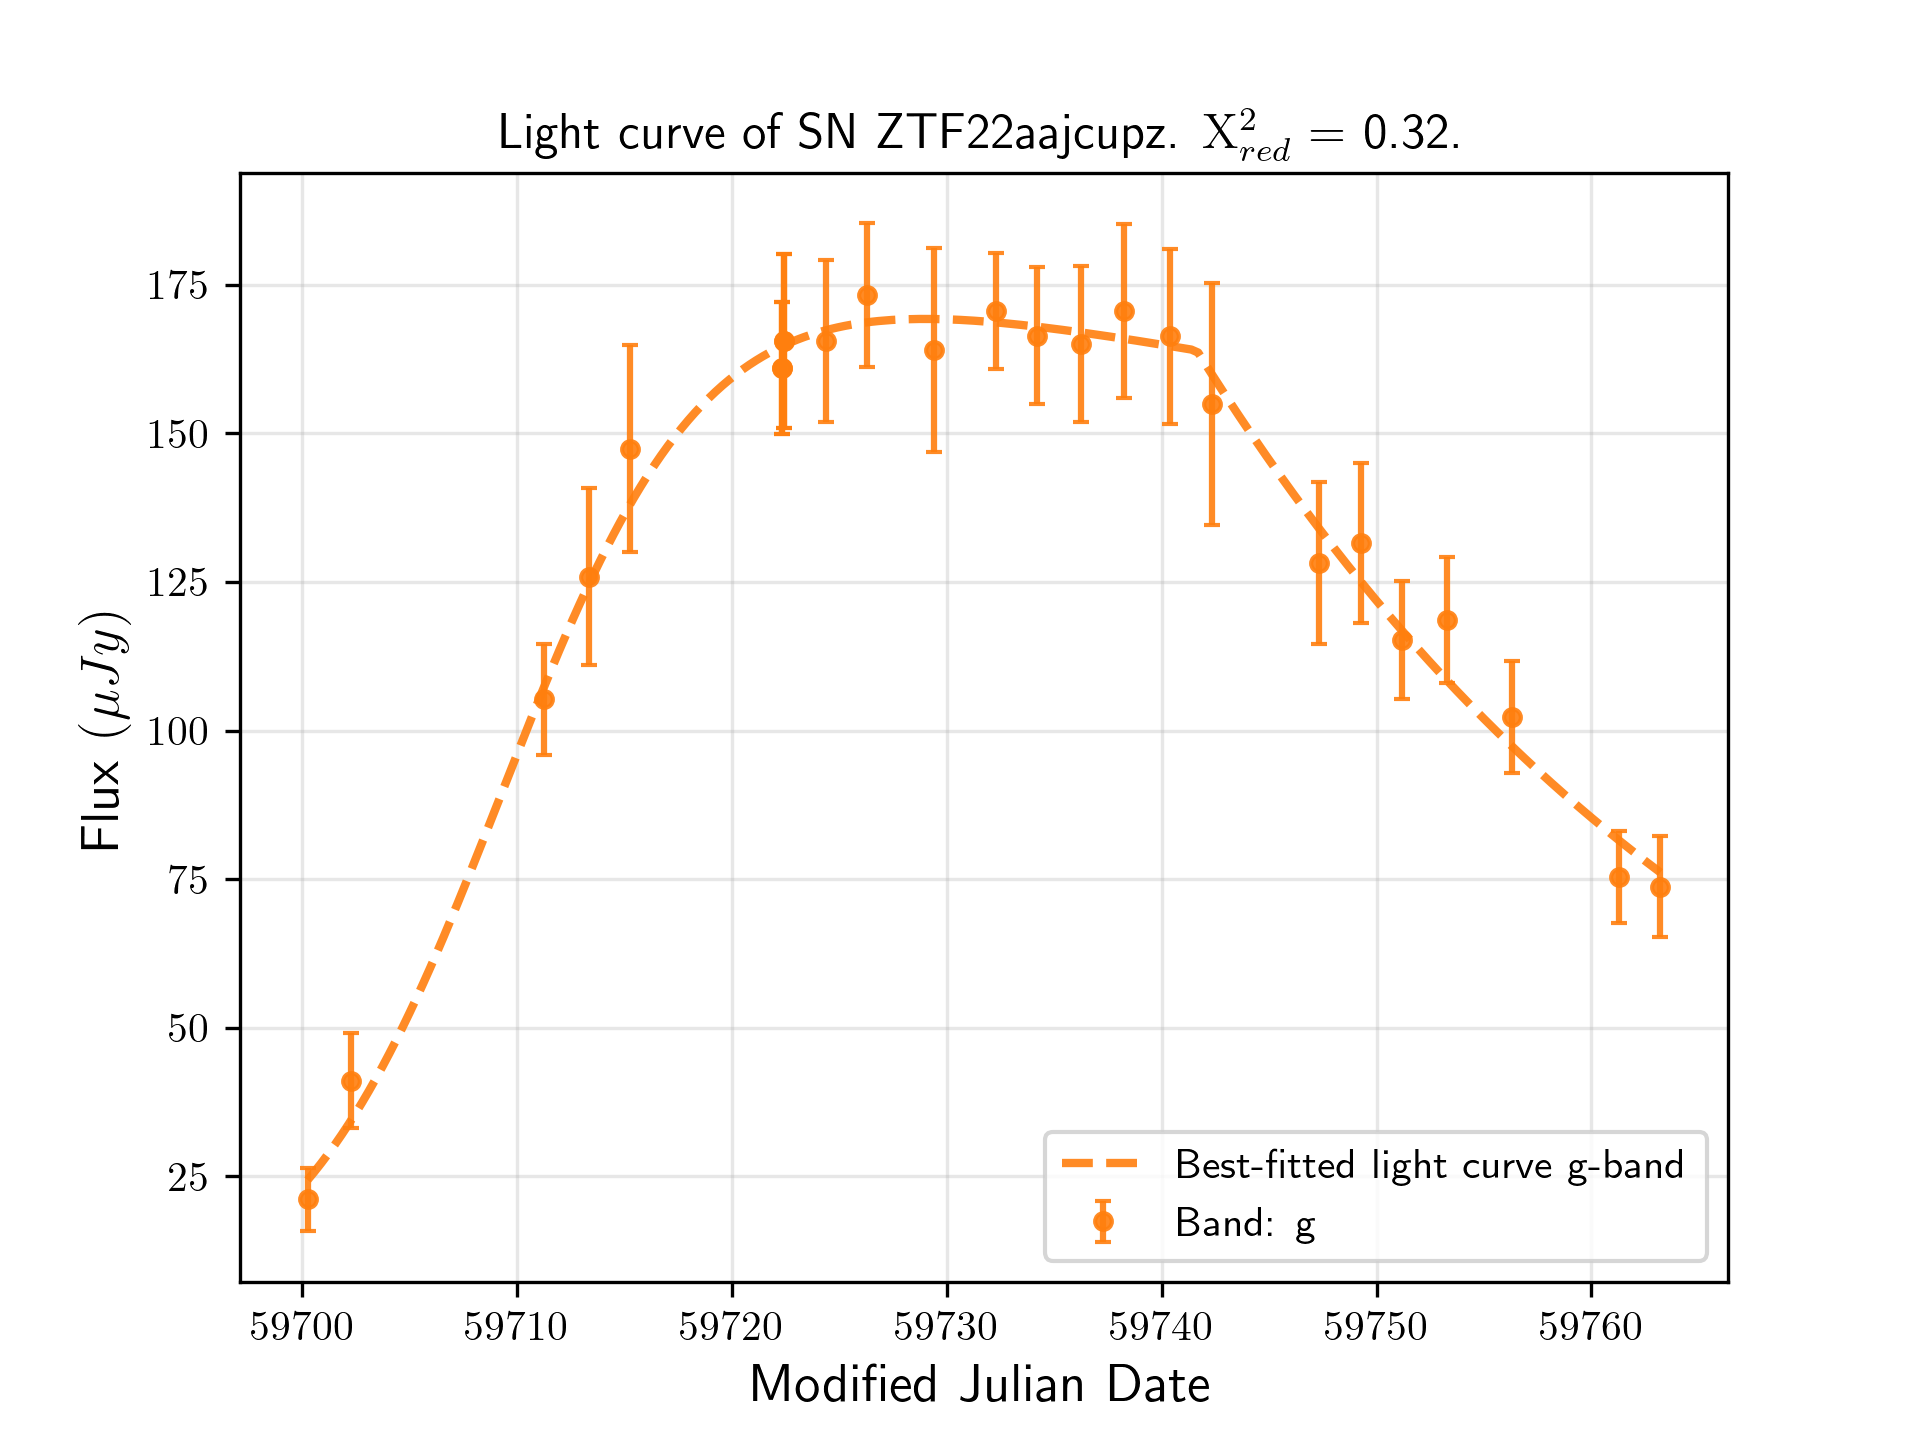 Light curve of SN ZTF22aajcupz. X²_red = 0.32.
Flux (μJy)
175
150
125
100
75
50
25
59700 59710 59720 59730 59740 59750 59760
Modified Julian Date
Best-fitted light curve g-band
Band: g